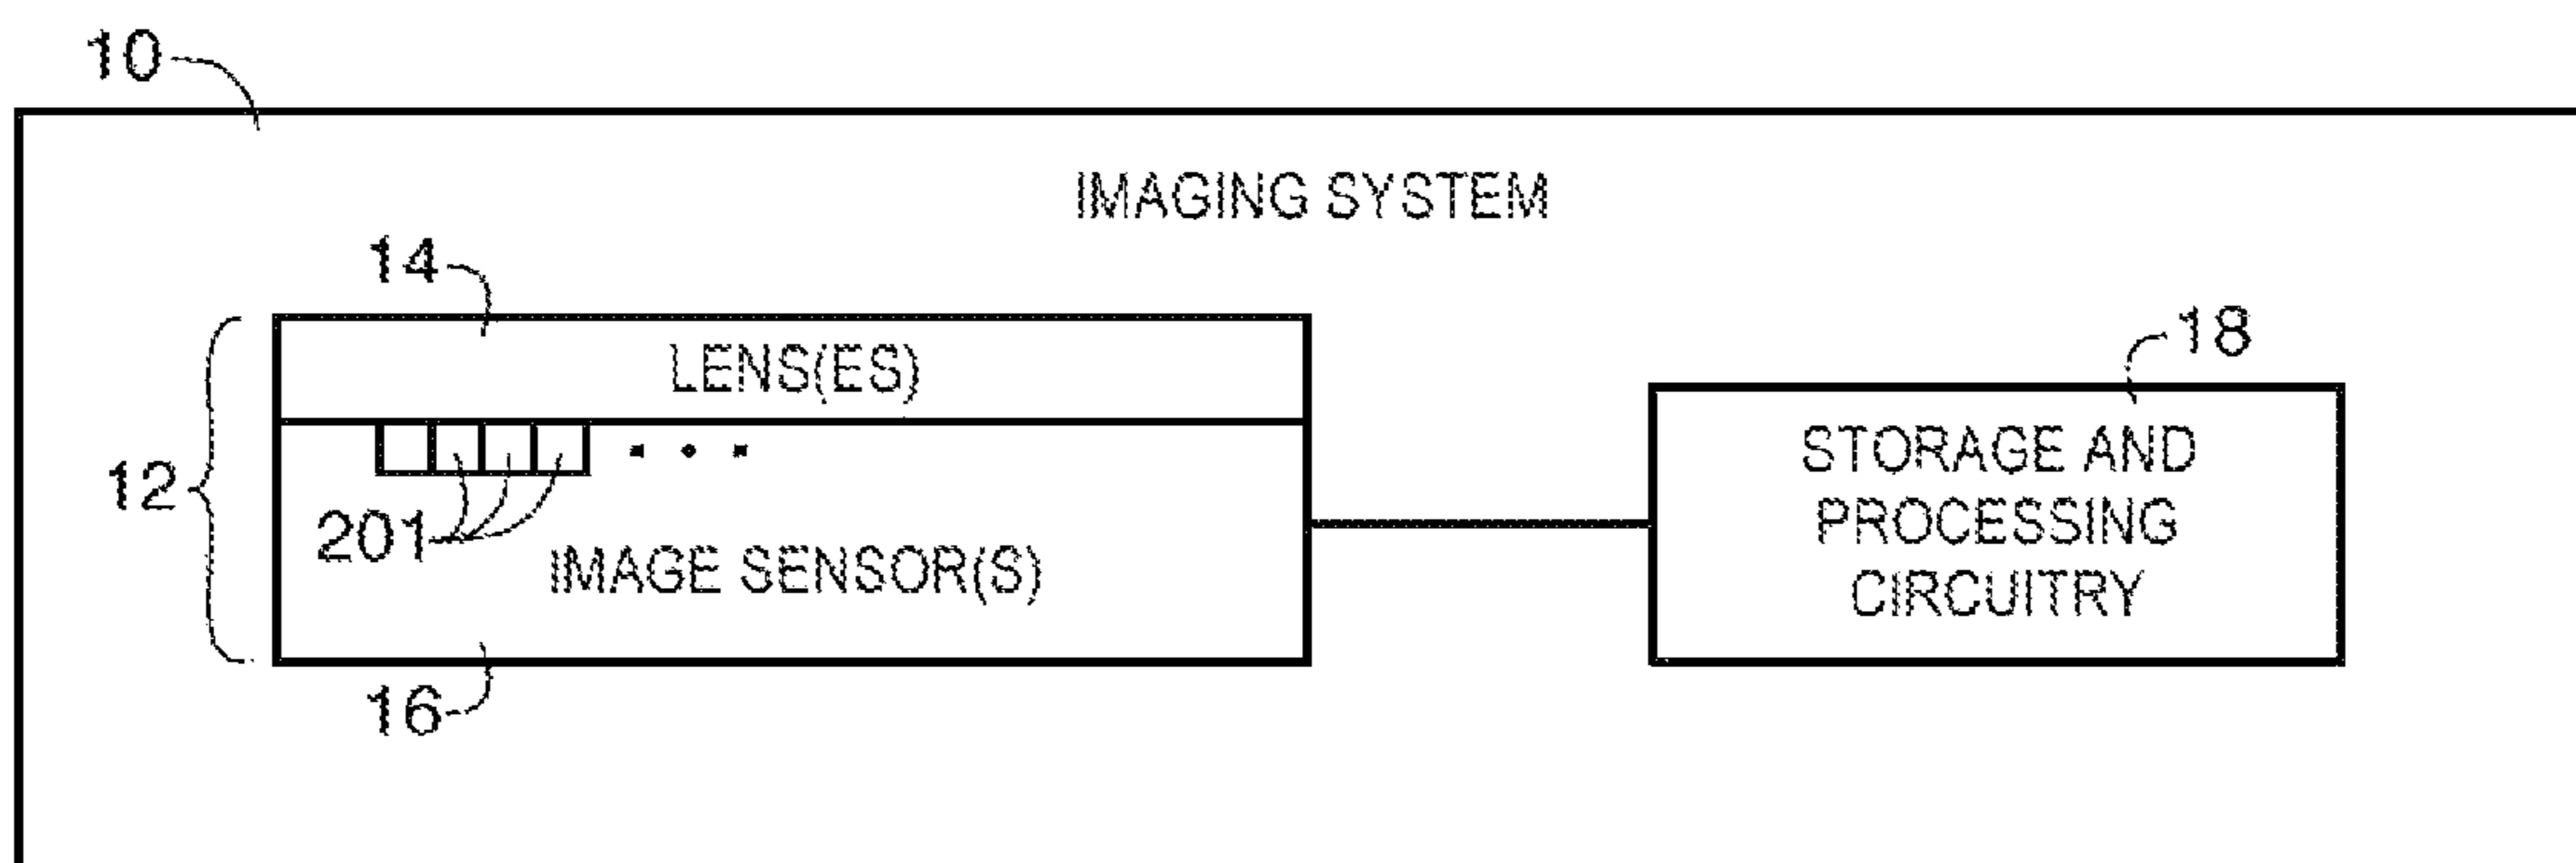 10
IMAGING SYSTEM
14
LENS(ES)
18
STORAGE AND
PROCESSING
CIRCUITRY
12
201
IMAGE SENSOR(S)
16